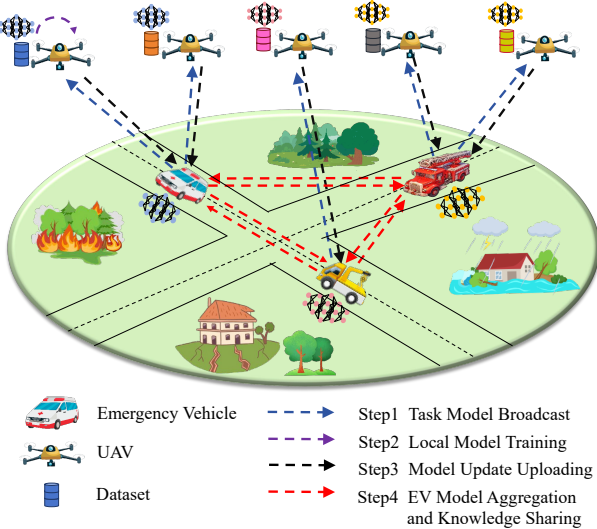 Emergency Vehicle
UAV
Dataset
Step1 Task Model Broadcast
Step2 Local Model Training
Step3 Model Update Uploading
Step4 EV Model Aggregation
and Knowledge Sharing